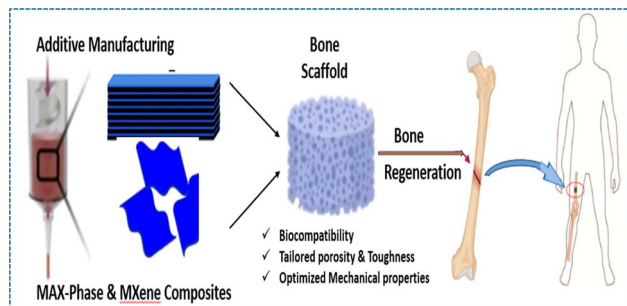 Additive Manufacturing
Bone
Scaffold
Bone
Regeneration
✓ Biocompatibility
✓ Tailored porosity & Toughness
✓ Optimized Mechanical properties
MAX-Phase & MXene Composites